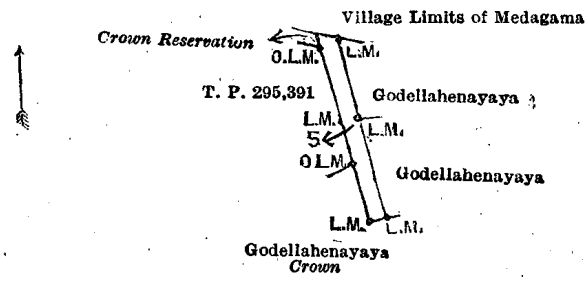 Village Limits of Medagama
Crown Reservation
O.L.M.
L.M.
T. P. 295,391
Godellahenayaya
L.M.
L.M.
5
O.L.M.
Godellahenayaya
L.M.
L.M.
Godellahenayaya
Crown